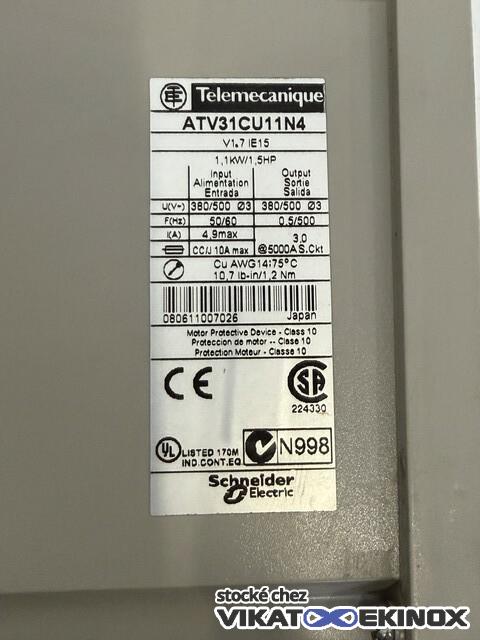 Telemecanique
ATV31CU11N4
V1.7 IE15
1,1kW/1,5HP
Input Output
Alimentation Sortie
Entrada Salida
U(V~) 380/500 Ø3 380/500 Ø3
F(Hz) 50/60 0.5/500
I(A) 4,9max 3,0
CC/J 10A max @5000A S.Ckt
Cu AWG14:75°C
10,7 lb-in/1,2 Nm
080611007026 Japan
Motor Protective Device - Class 10
Proteccion de motor -- Clase 10
Protection Moteur - Classe 10
CE SA
224330
UL LISTED 170M
IND.CONT.EQ
N998
Schneider
Electric
stocké chez
VIKATEKINOX